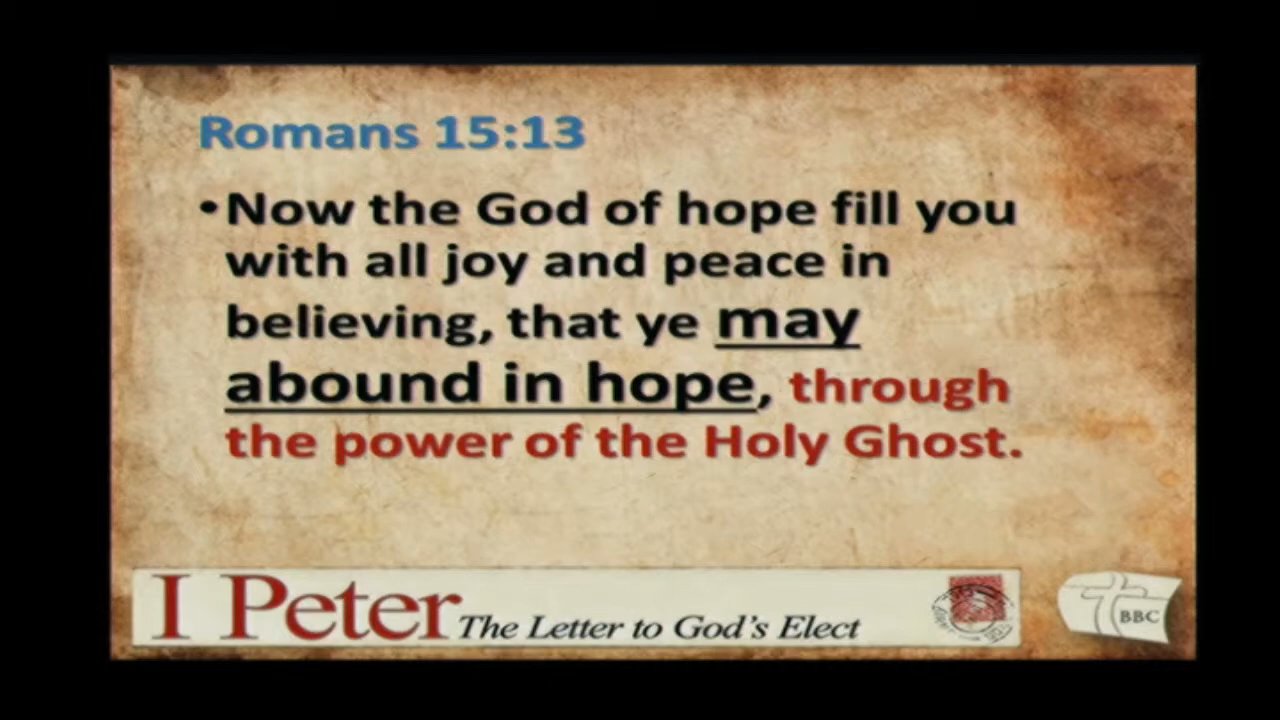 Romans 15:13
•Now the God of hope fill you
with all joy and peace in
believing, that ye may
abound in hope, through
the power of the Holy Ghost.
I Peter The Letter to God's Elect
BBC